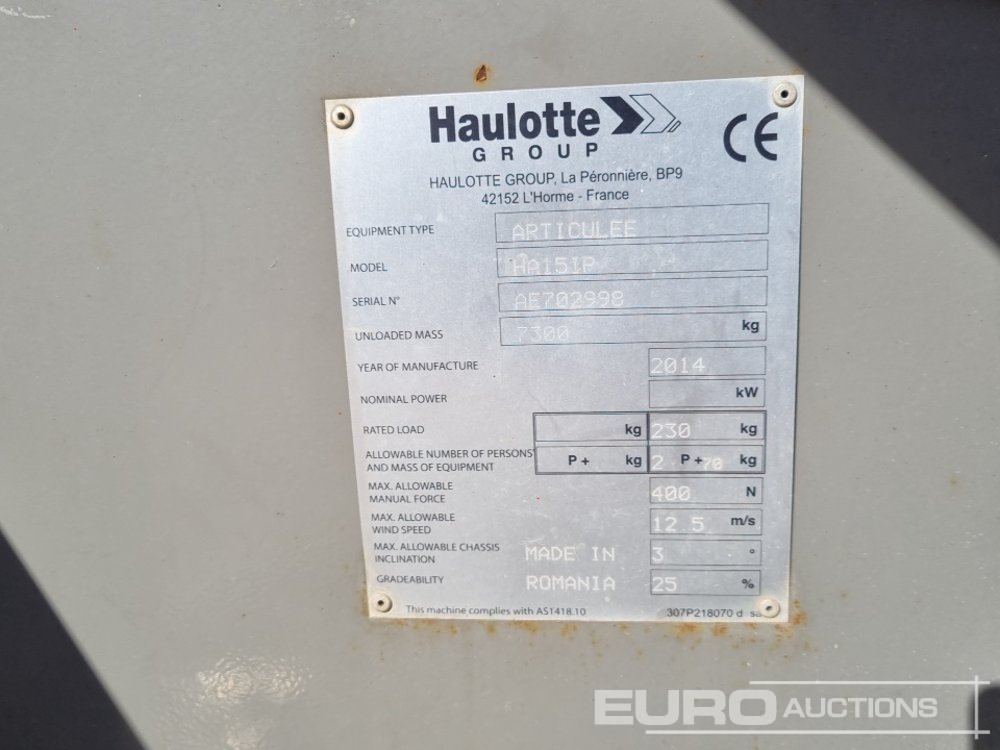 Haulotte
GROUP
CE
HAULOTTE GROUP, La Péronnière, BP9
42152 L'Horme - France
EQUIPMENT TYPE ARTICULEE
MODEL HA15IP
SERIAL N° AE702998
UNLOADED MASS 7300 kg
YEAR OF MANUFACTURE 2014
NOMINAL POWER kW
RATED LOAD kg 230 kg
ALLOWABLE NUMBER OF PERSONS
AND MASS OF EQUIPMENT P+ kg 2 P+70 kg
MAX. ALLOWABLE
MANUAL FORCE 400 N
MAX. ALLOWABLE
WIND SPEED 12.5 m/s
MAX. ALLOWABLE CHASSIS
INCLINATION MADE IN 3 °
GRADEABILITY ROMANIA 25 %
This machine complies with AS1418.10 307P218070 d
EURO AUCTIONS